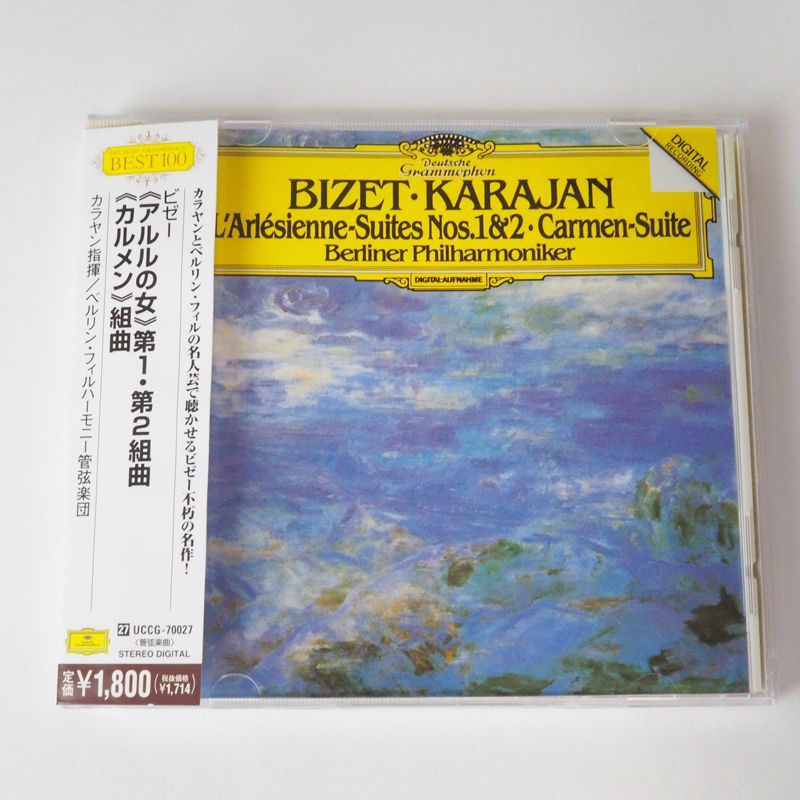 BEST 100
カラヤンとベルリン・フィルの名人芸で聴かせるビゼー不朽の名作!
ビゼー
《アルルの女》第1・第2組曲
《カルメン》組曲
カラヤン指揮/ベルリン・フィルハーモニー管弦楽団
27 UCCG-70027
〈管弦楽曲〉
STEREO DIGITAL
定価 ¥1,800 (税抜価格 ¥1,714)
Deutsche
Grammophon
BIZET・KARAJAN
L'Arlésienne-Suites Nos.1&2・Carmen-Suite
Berliner Philharmoniker
DIGITAL-AUFNAHME
DIGITAL
RECORDING